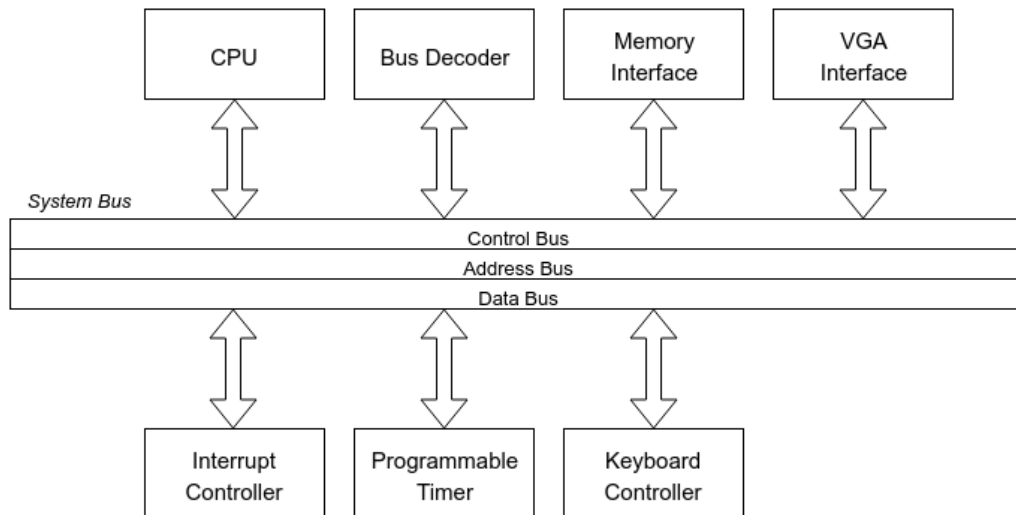 CPU
Bus Decoder
Memory
Interface
VGA
Interface
System Bus
Control Bus
Address Bus
Data Bus
Interrupt
Controller
Programmable
Timer
Keyboard
Controller